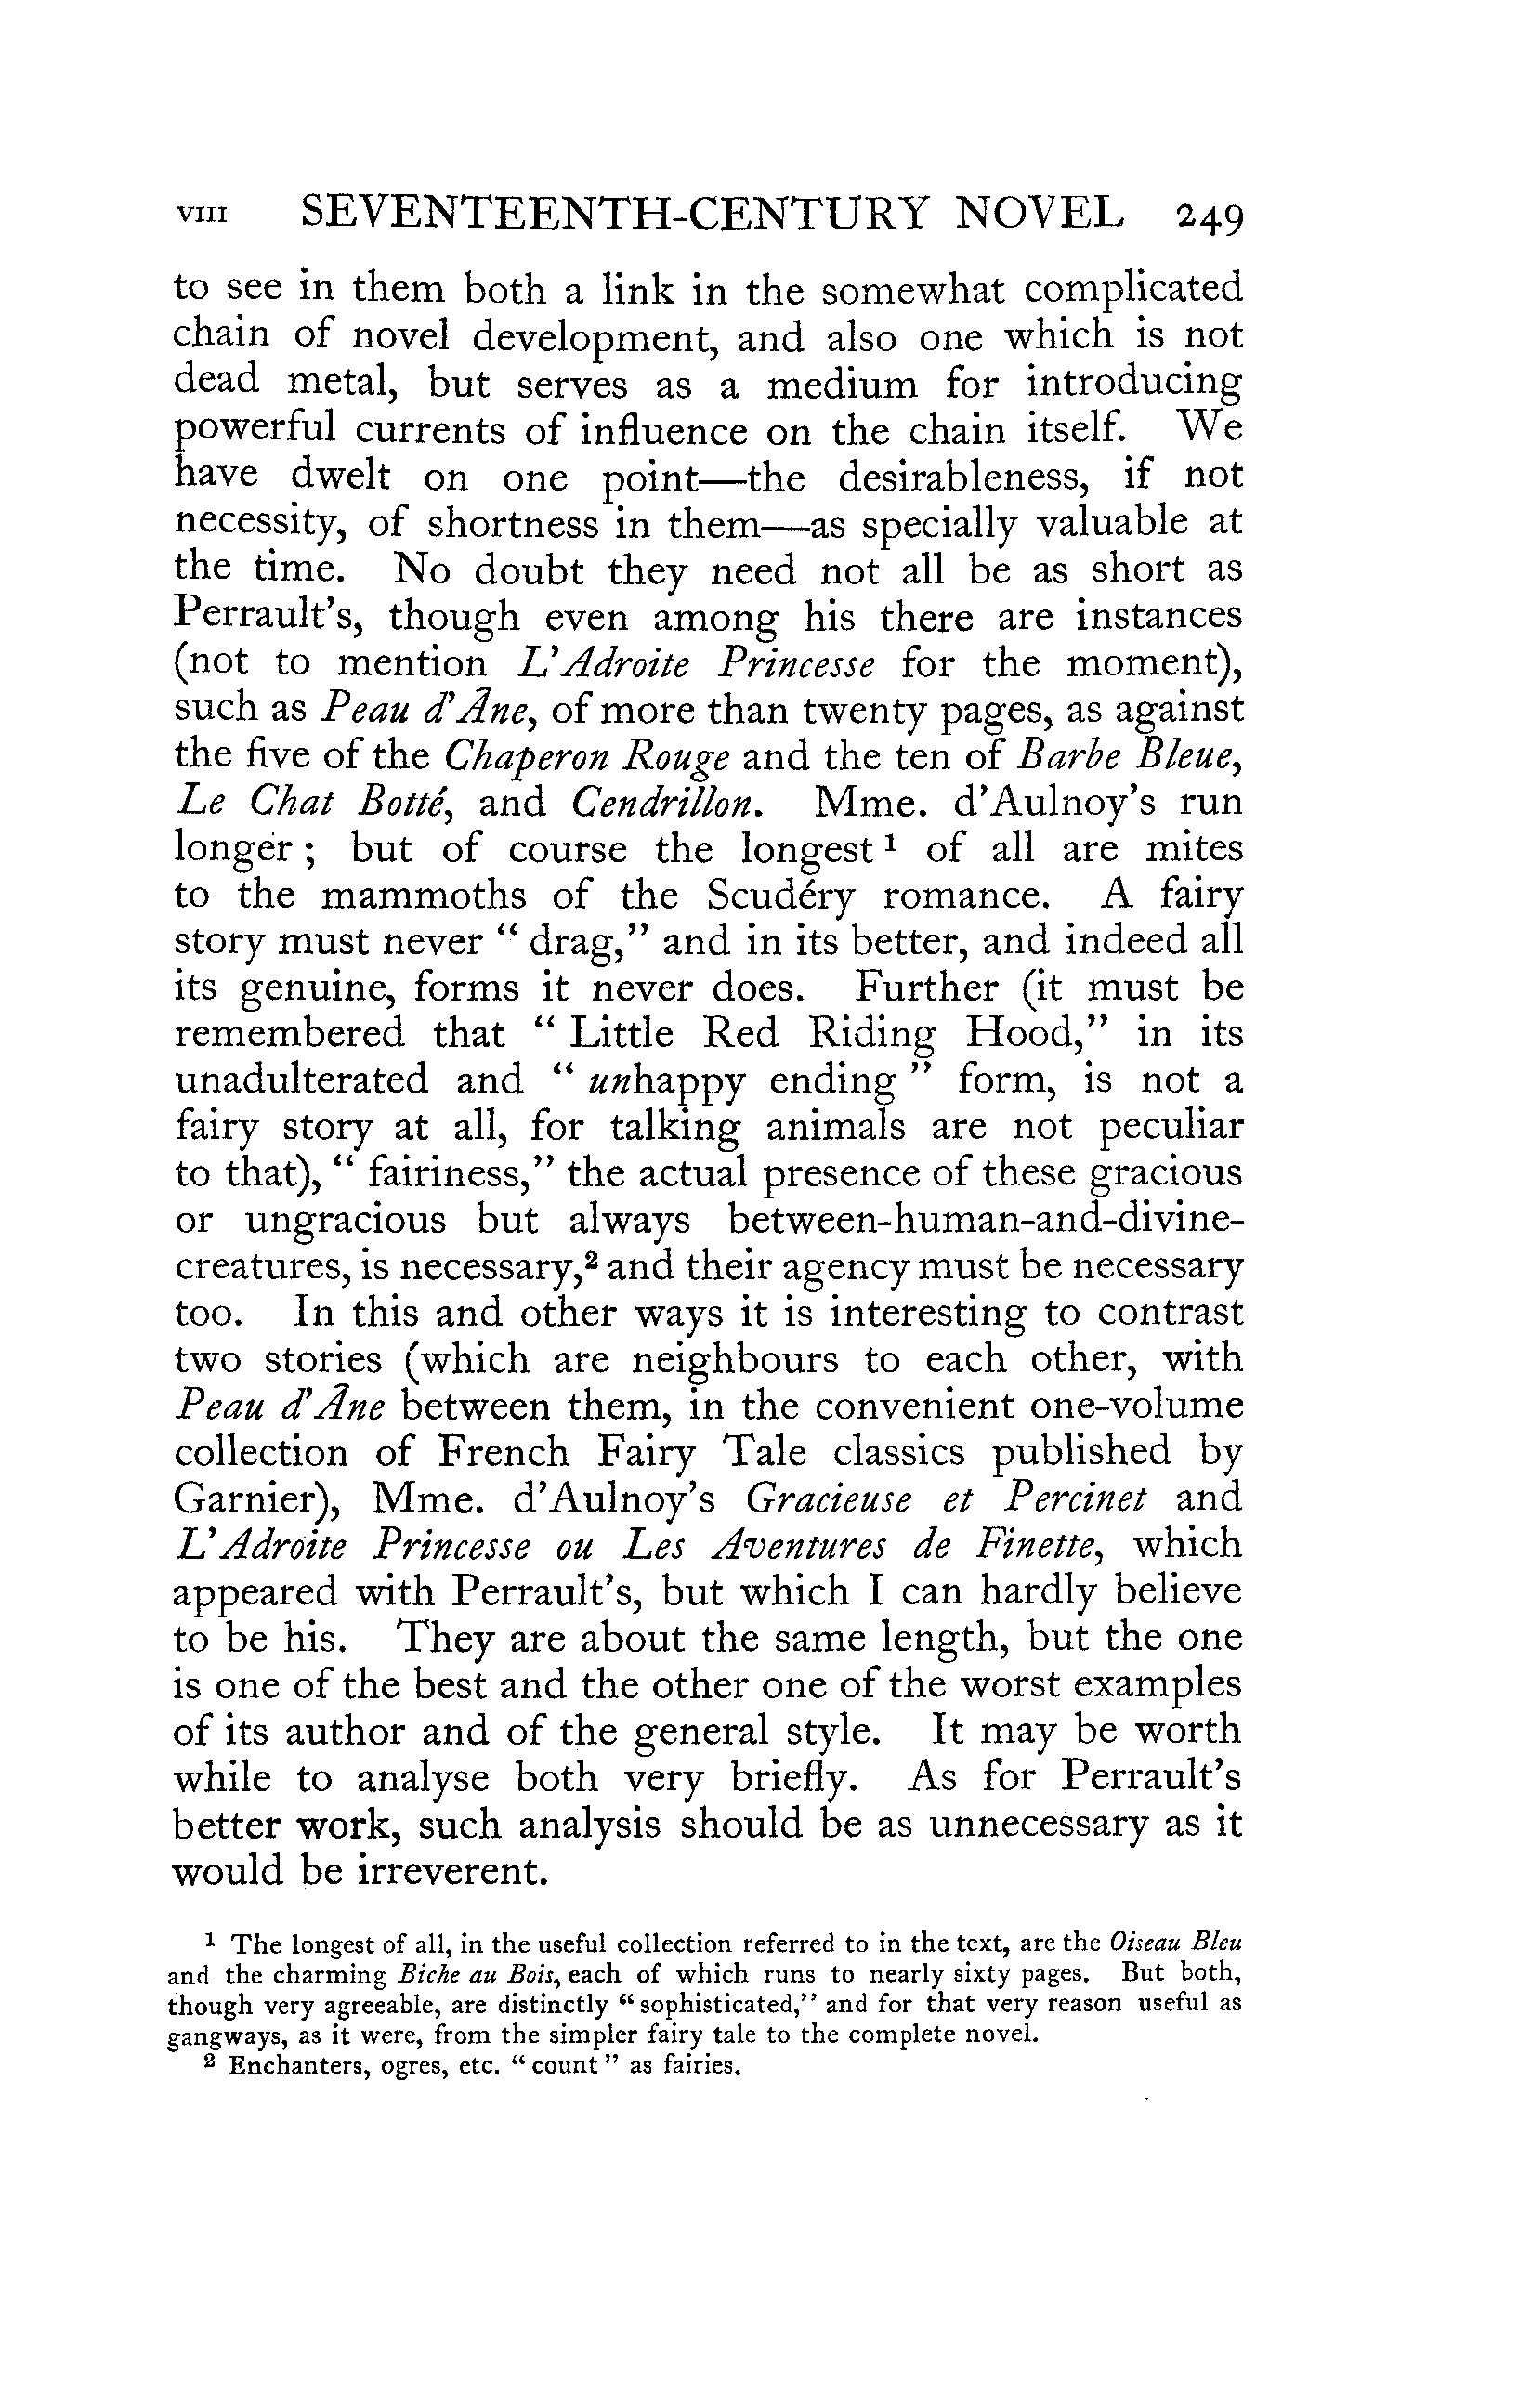 VIII SEVENTEENTH-CENTURY NOVEL 249
to see in them both a link in the somewhat complicated
chain of novel development, and also one which is not
dead metal, but serves as a medium for introducing
powerful currents of influence on the chain itself. We
have dwelt on one point—the desirableness, if not
necessity, of shortness in them—as specially valuable at
the time. No doubt they need not all be as short as
Perrault's, though even among his there are instances
(not to mention L'Adroite Princesse for the moment),
such as Peau d'Âne, of more than twenty pages, as against
the five of the Chaperon Rouge and the ten of Barbe Bleue,
Le Chat Botté, and Cendrillon. Mme. d'Aulnoy's run
longer; but of course the longest¹ of all are mites
to the mammoths of the Scudéry romance. A fairy
story must never "drag," and in its better, and indeed all
its genuine, forms it never does. Further (it must be
remembered that "Little Red Riding Hood," in its
unadulterated and "unhappy ending" form, is not a
fairy story at all, for talking animals are not peculiar
to that), "fairiness," the actual presence of these gracious
or ungracious but always between-human-and-divine-
creatures, is necessary,² and their agency must be necessary
too. In this and other ways it is interesting to contrast
two stories (which are neighbours to each other, with
Peau d'Âne between them, in the convenient one-volume
collection of French Fairy Tale classics published by
Garnier), Mme. d'Aulnoy's Gracieuse et Percinet and
L'Adroite Princesse ou Les Aventures de Finette, which
appeared with Perrault's, but which I can hardly believe
to be his. They are about the same length, but the one
is one of the best and the other one of the worst examples
of its author and of the general style. It may be worth
while to analyse both very briefly. As for Perrault's
better work, such analysis should be as unnecessary as it
would be irreverent.
¹ The longest of all, in the useful collection referred to in the text, are the Oiseau Bleu
and the charming Biche au Bois, each of which runs to nearly sixty pages. But both,
though very agreeable, are distinctly "sophisticated," and for that very reason useful as
gangways, as it were, from the simpler fairy tale to the complete novel.
² Enchanters, ogres, etc. "count" as fairies.